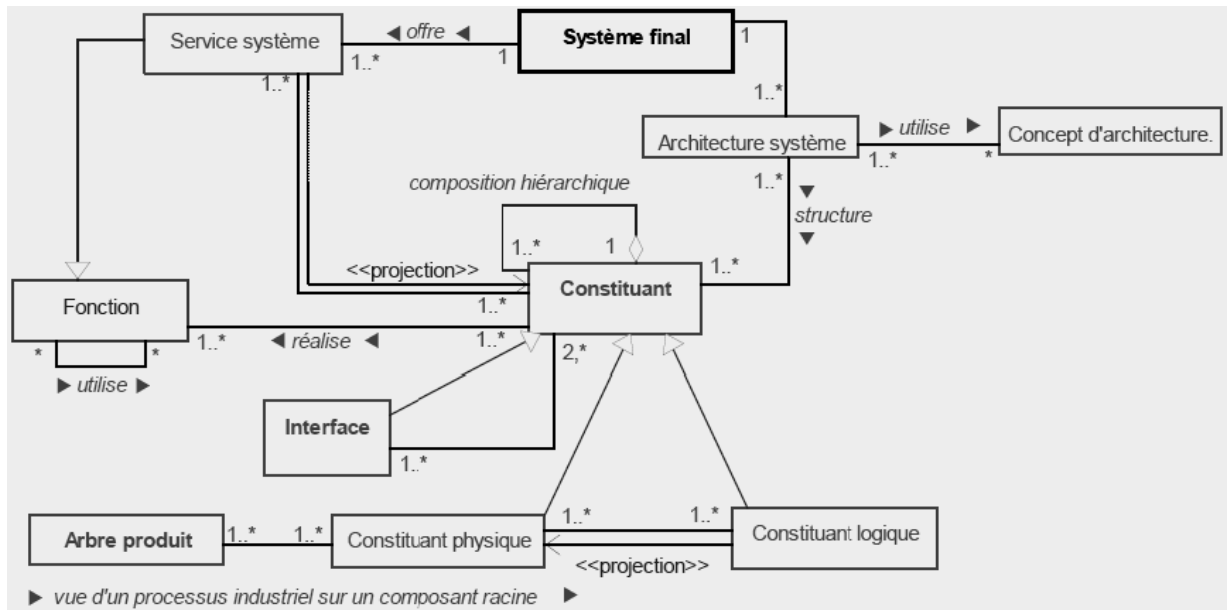 Service système
◄ offre ◄
Système final
1..*
1
1
1..*
1..*
Architecture système
► utilise ►
Concept d'architecture.
1..*
*
1..*
composition hiérarchique
▼
structure
▼
1..*
1
<<projection>>
Constituant
1..*
1..*
Fonction
1..*
◄ réalise ◄
1..*
2,*
*
*
► utilise ►
Interface
1..*
Arbre produit
1..*
1..*
Constituant physique
1..*
1..*
Constituant logique
<<projection>>
► vue d'un processus industriel sur un composant racine ►